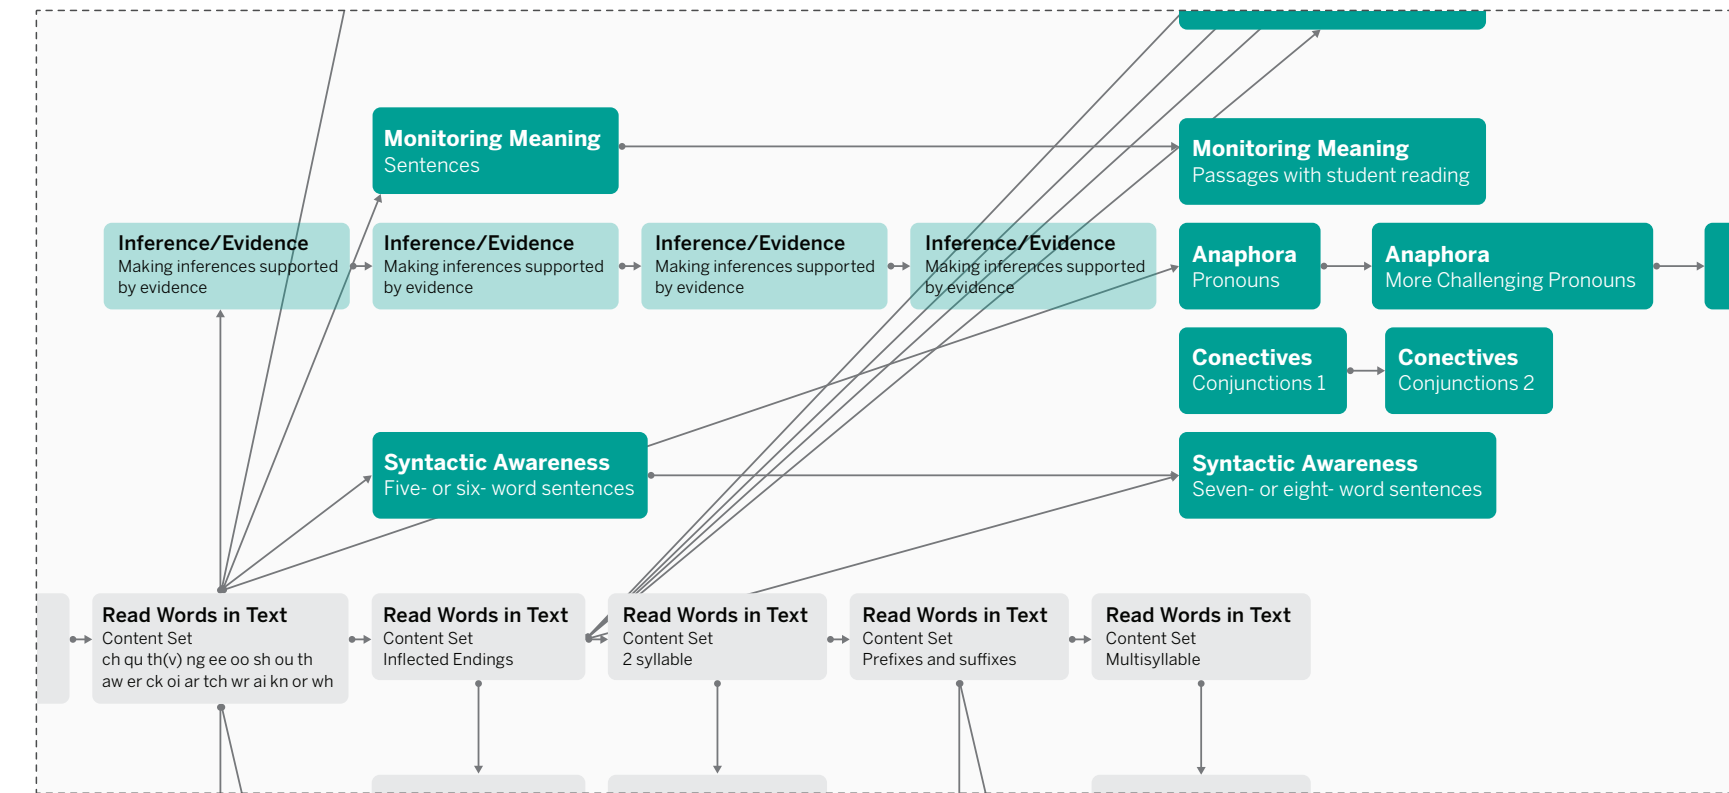 Monitoring Meaning
Sentences
Monitoring Meaning
Passages with student reading
Inference/Evidence
Making inferences supported
by evidence
Inference/Evidence
Making inferences supported
by evidence
Inference/Evidence
Making inferences supported
by evidence
Inference/Evidence
Making inferences supported
by evidence
Anaphora
Pronouns
Anaphora
More Challenging Pronouns
Conectives
Conjunctions 1
Conectives
Conjunctions 2
Syntactic Awareness
Five- or six- word sentences
Syntactic Awareness
Seven- or eight- word sentences
Read Words in Text
Content Set
ch qu th(v) ng ee oo sh ou th
aw er ck oi ar tch wr ai kn or wh
Read Words in Text
Content Set
Inflected Endings
Read Words in Text
Content Set
2 syllable
Read Words in Text
Content Set
Prefixes and suffixes
Read Words in Text
Content Set
Multisyllable